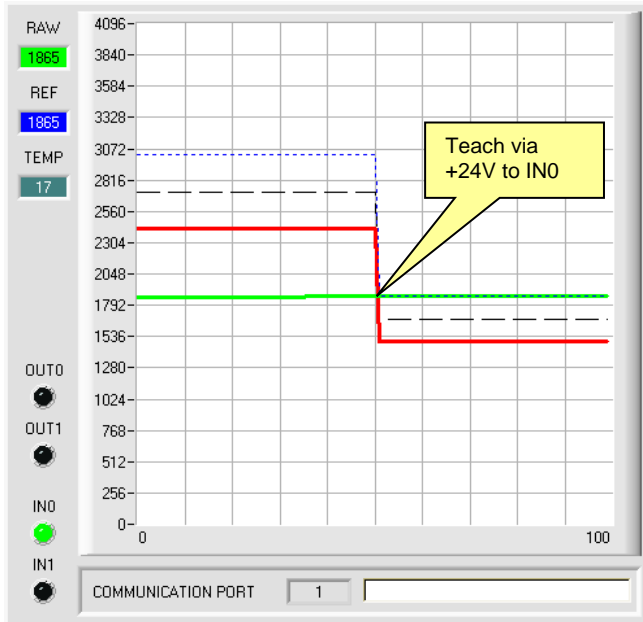 RAW
1865
REF
1865
TEMP
17
OUT0
OUT1
IN0
IN1
4096
3840
3584
3328
3072
2816
2560
2304
2048
1792
1536
1280
1024
768
512
256
0
0 100
Teach via
+24V to IN0
COMMUNICATION PORT 1